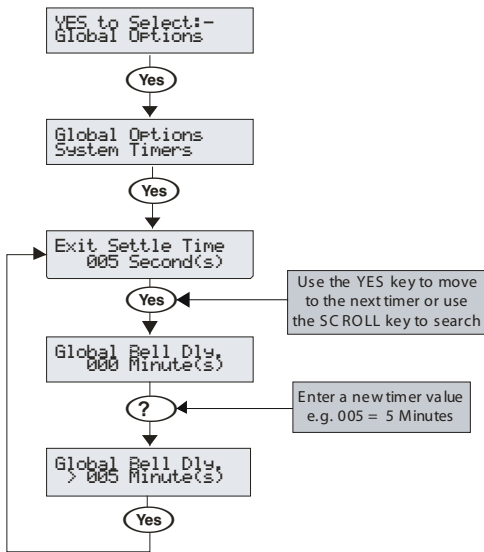 YES to Select:-
Global Options
Yes
Global Options
System Timers
Yes
Exit Settle Time
005 Second(s)
Yes
Use the YES key to move
to the next timer or use
the SCROLL key to search
Global Bell Dly.
000 Minute(s)
?
Enter a new timer value
e.g. 005 = 5 Minutes
Global Bell Dly.
> 005 Minute(s)
Yes